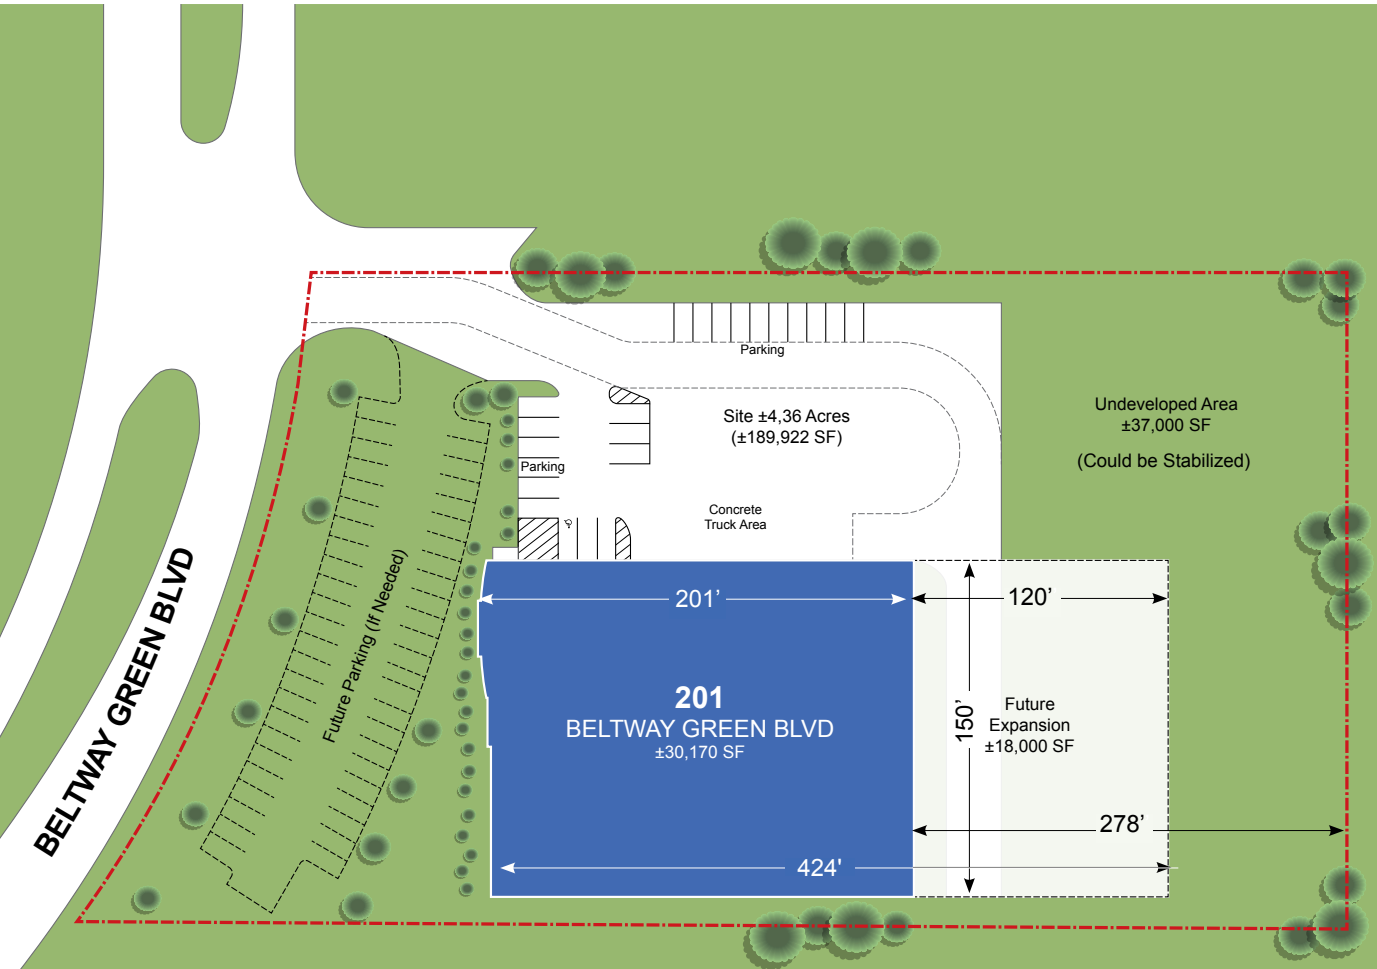 Parking
Site ±4,36 Acres
(±189,922 SF)
Undeveloped Area
±37,000 SF
(Could be Stabilized)
Parking
Concrete
Truck Area
BELTWAY GREEN BLVD
Future Parking (If Needed)
201’
120’
201
BELTWAY GREEN BLVD
±30,170 SF
150’
Future
Expansion
±18,000 SF
278’
424'